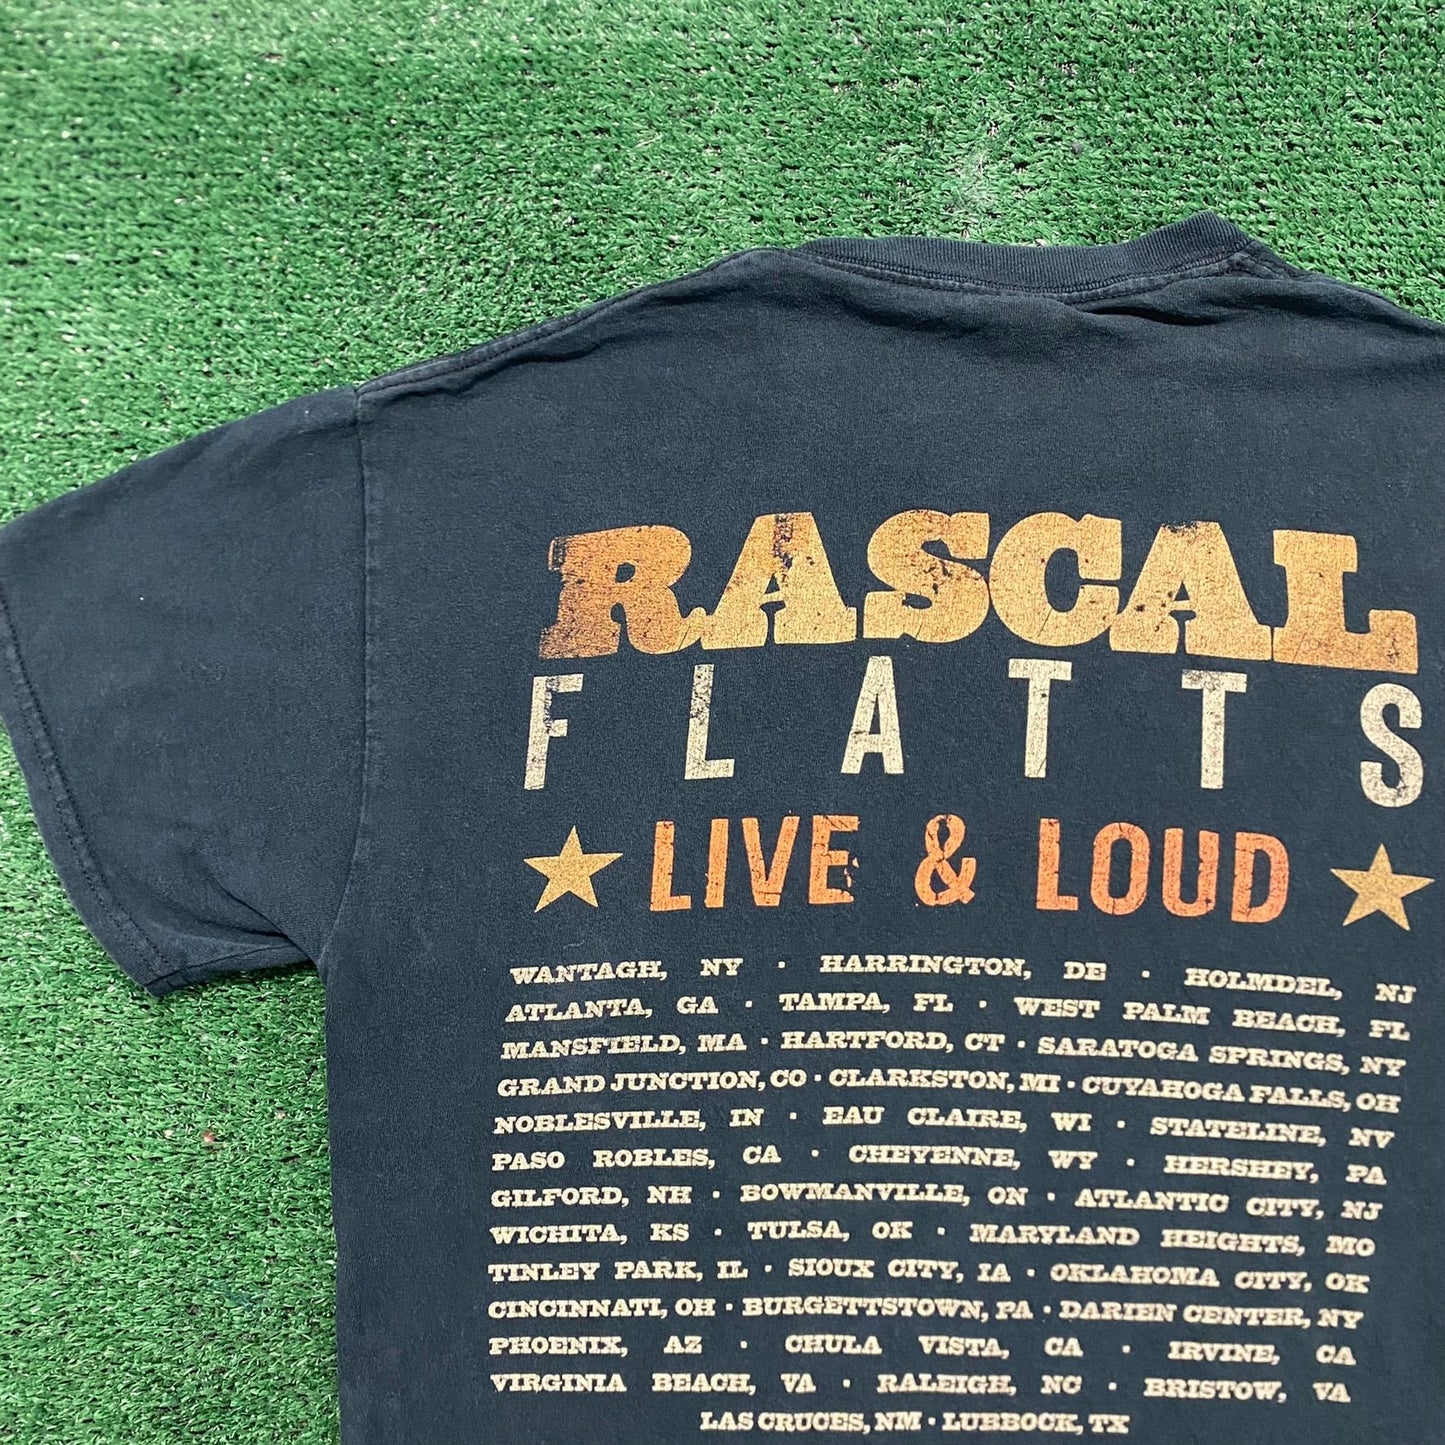 RASCAL
FLATTS
★ LIVE & LOUD ★
WANTAGH, NY · HARRINGTON, DE · HOLMDEL, NJ
ATLANTA, GA · TAMPA, FL · WEST PALM BEACH, FL
MANSFIELD, MA · HARTFORD, CT · SARATOGA SPRINGS, NY
GRAND JUNCTION, CO · CLARKSTON, MI · CUYAHOGA FALLS, OH
NOBLESVILLE, IN · EAU CLAIRE, WI · STATELINE, NV
PASO ROBLES, CA · CHEYENNE, WY · HERSHEY, PA
GILFORD, NH · BOWMANVILLE, ON · ATLANTIC CITY, NJ
WICHITA, KS · TULSA, OK · MARYLAND HEIGHTS, MO
TINLEY PARK, IL · SIOUX CITY, IA · OKLAHOMA CITY, OK
CINCINNATI, OH · BURGETTSTOWN, PA · DARIEN CENTER, NY
PHOENIX, AZ · CHULA VISTA, CA · IRVINE, CA
VIRGINIA BEACH, VA · RALEIGH, NC · BRISTOW, VA
LAS CRUCES, NM · LUBBOCK, TX